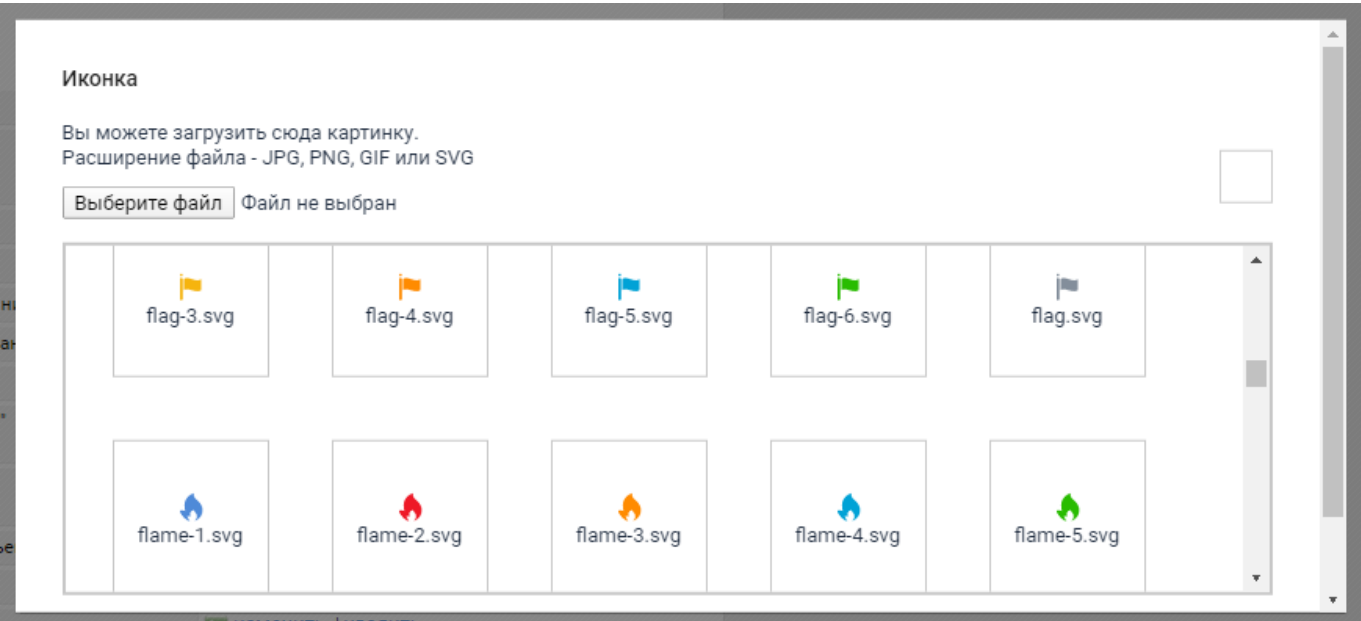 Иконка
Вы можете загрузить сюда картинку.
Расширение файла - JPG, PNG, GIF или SVG
Выберите файл Файл не выбран
flag-3.svg flag-4.svg flag-5.svg flag-6.svg flag.svg
flame-1.svg flame-2.svg flame-3.svg flame-4.svg flame-5.svg